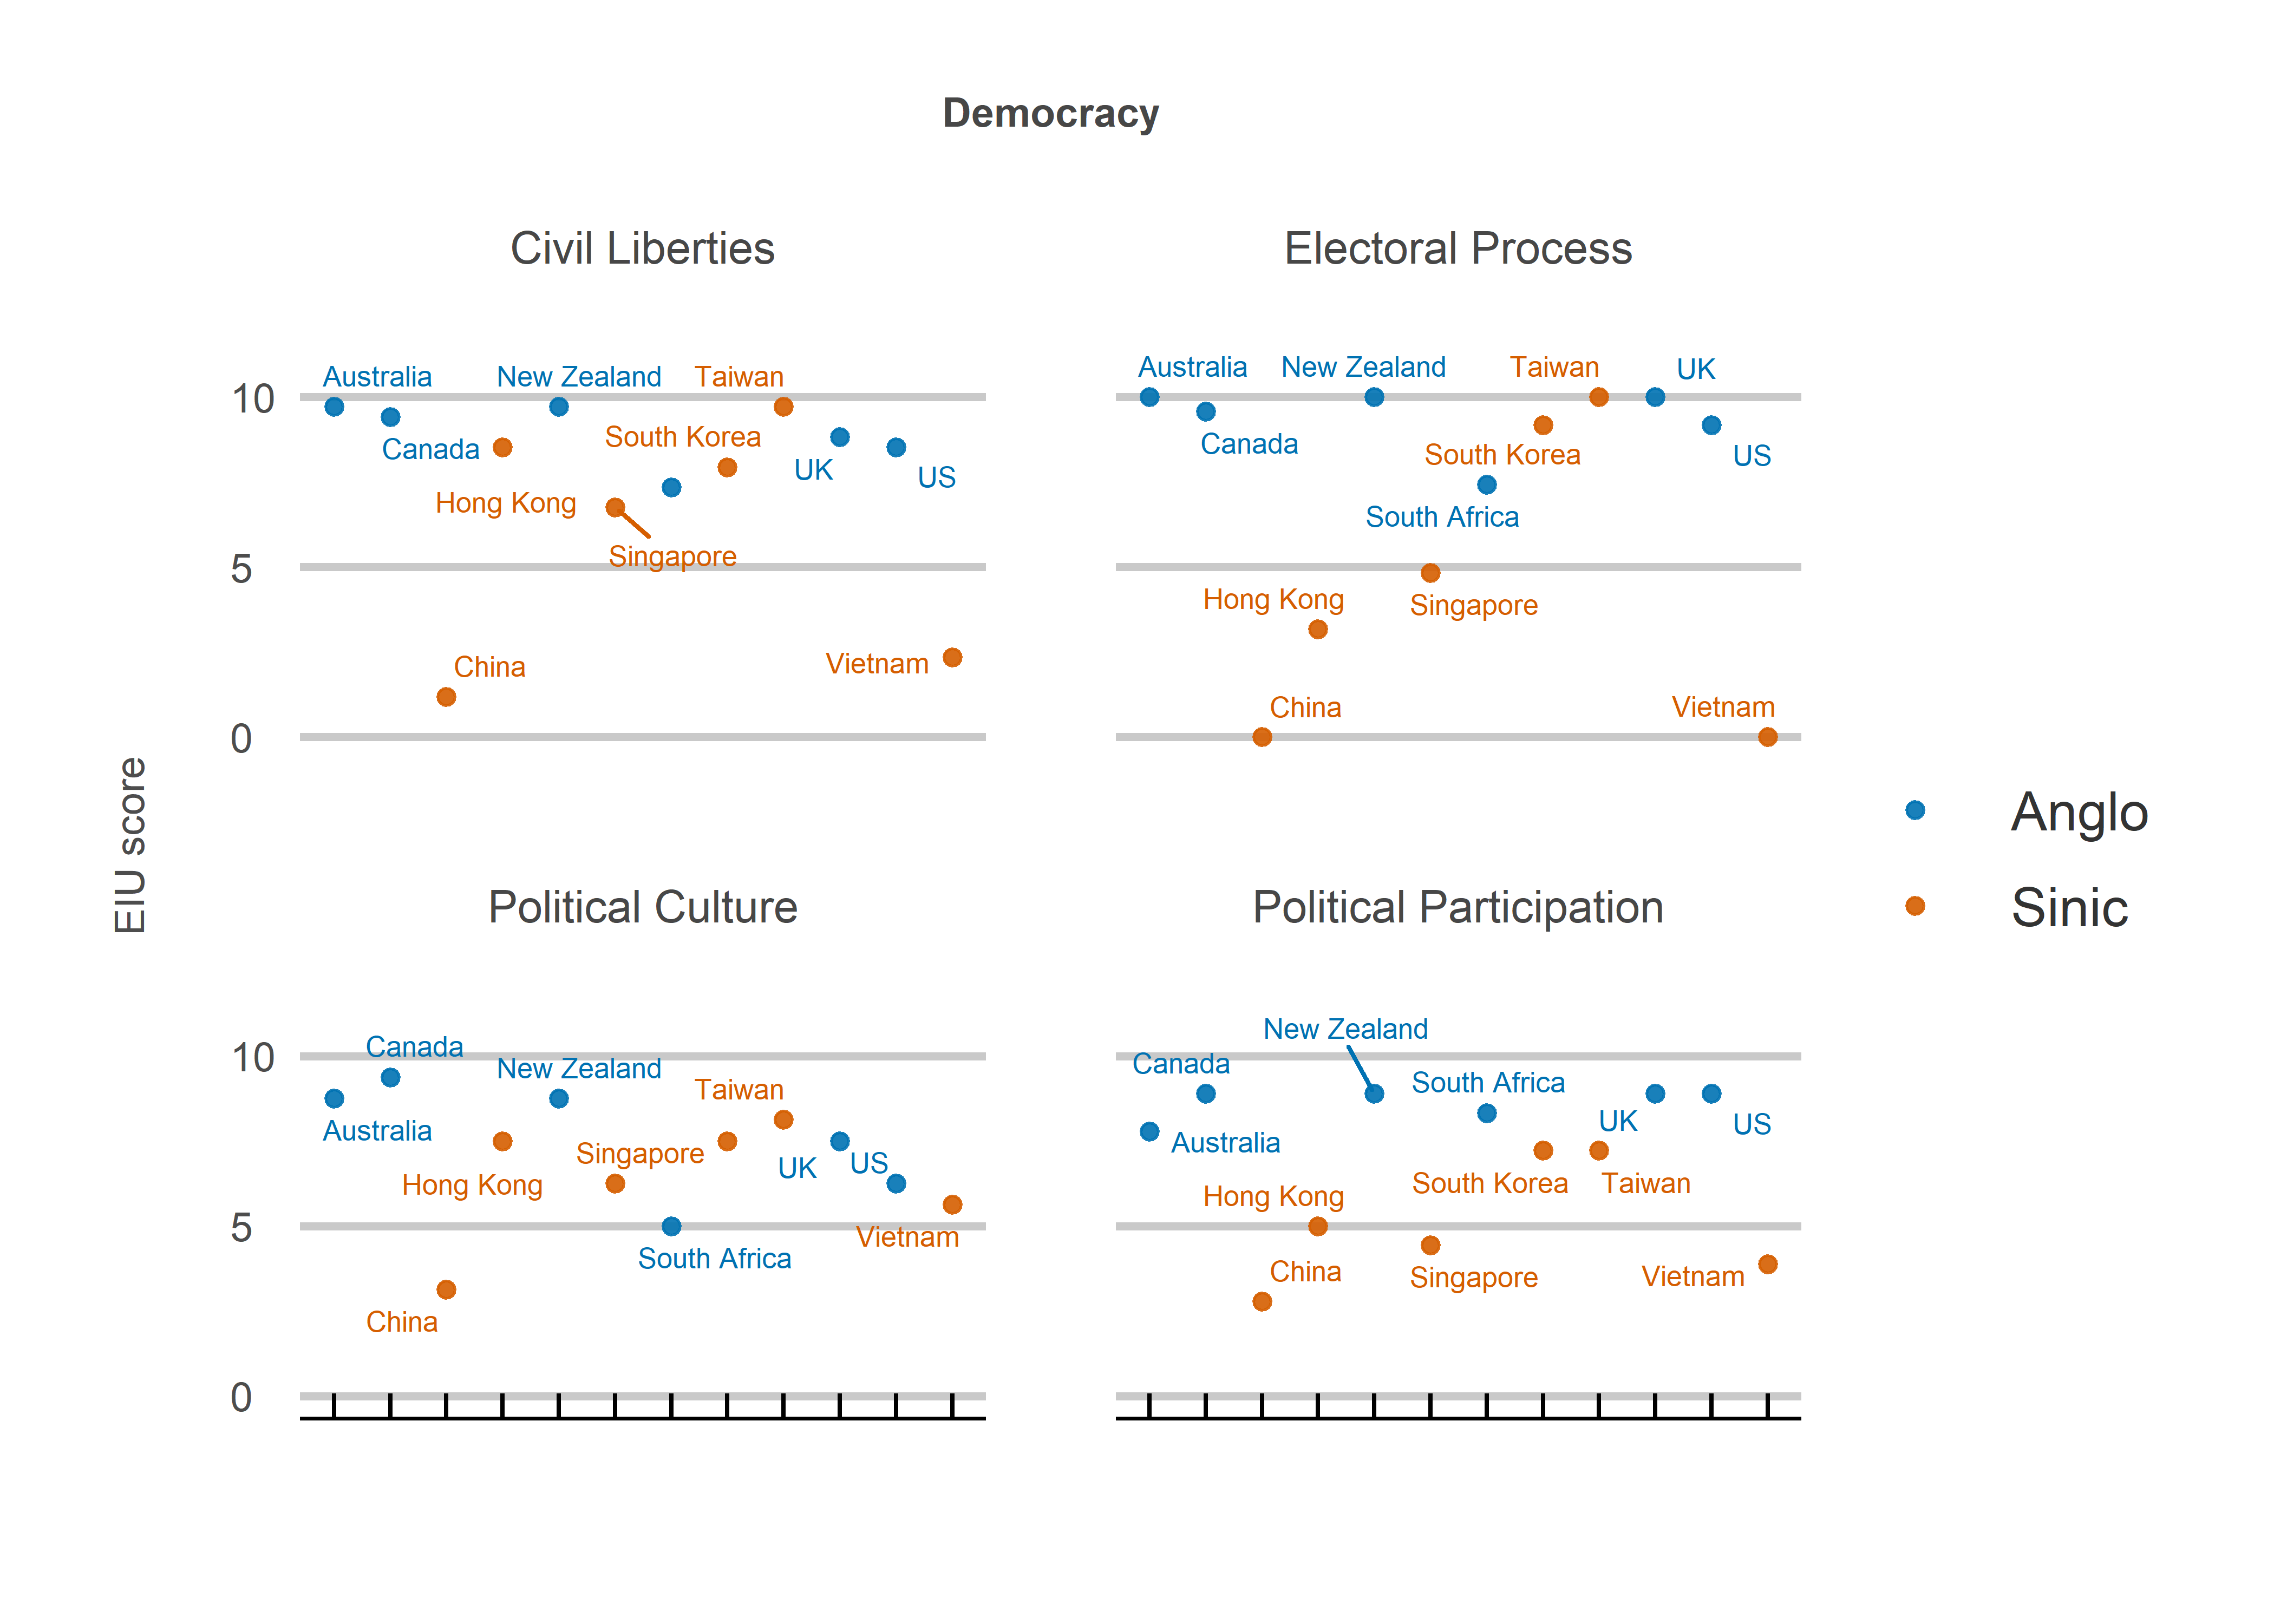 Democracy
Civil Liberties
Electoral Process
Australia
New Zealand
Taiwan
10
Canada
South Korea
UK
US
Hong Kong
5
Singapore
China
Vietnam
0
Australia
New Zealand
Taiwan
UK
Canada
South Korea
US
South Africa
Hong Kong
Singapore
China
Vietnam
EIU score
Anglo
Sinic
Political Culture
Political Participation
Canada
10
New Zealand
Taiwan
Australia
Singapore
UK
US
Hong Kong
5
Vietnam
South Africa
China
0
New Zealand
Canada
South Africa
UK
US
Australia
South Korea
Taiwan
Hong Kong
China
Singapore
Vietnam